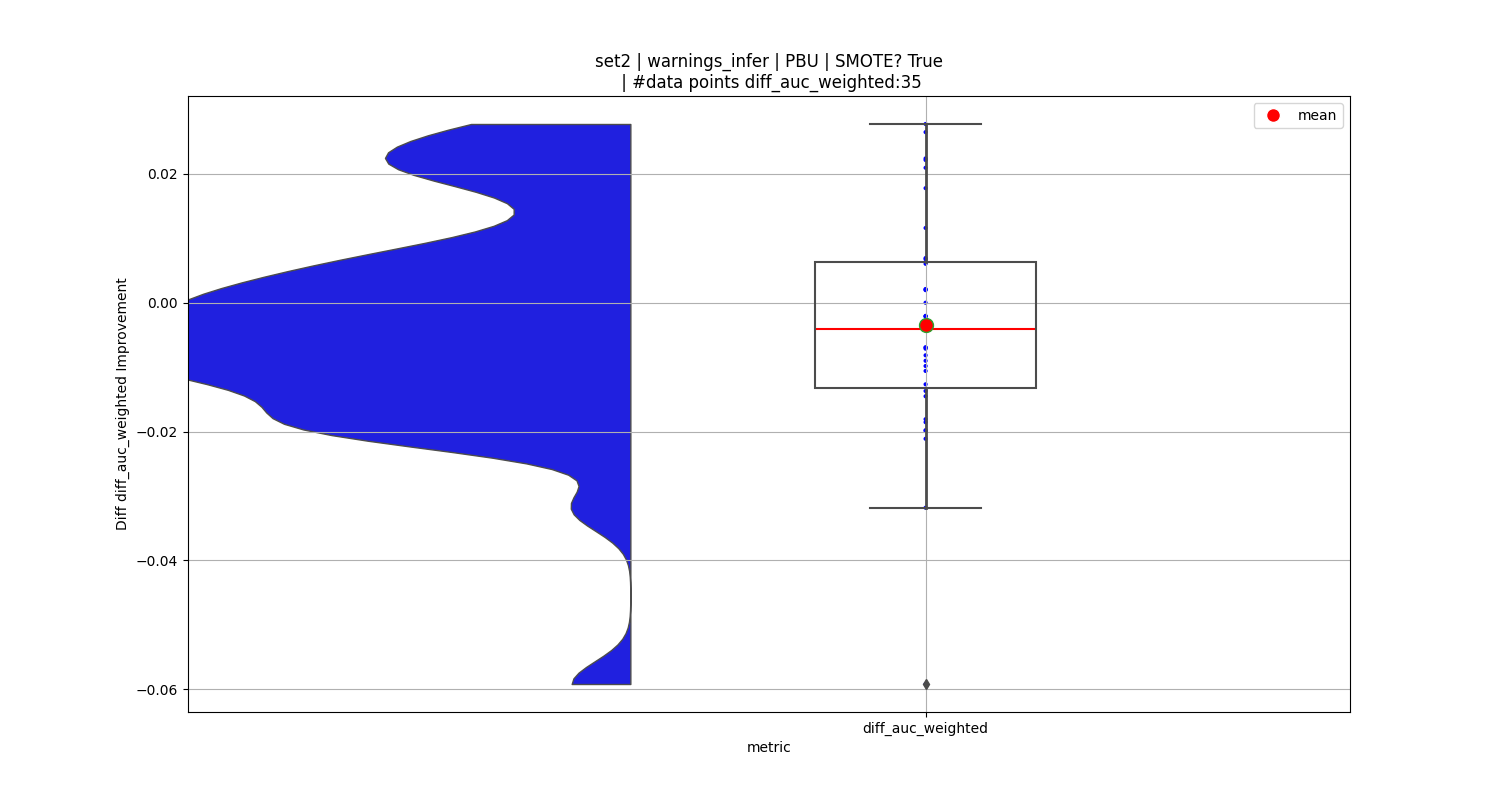 set2 | warnings_infer | PBU | SMOTE? True
| #data points diff_auc_weighted:35
mean
Diff diff_auc_weighted Improvement
0.02
0.00
−0.02
−0.04
−0.06
diff_auc_weighted
metric